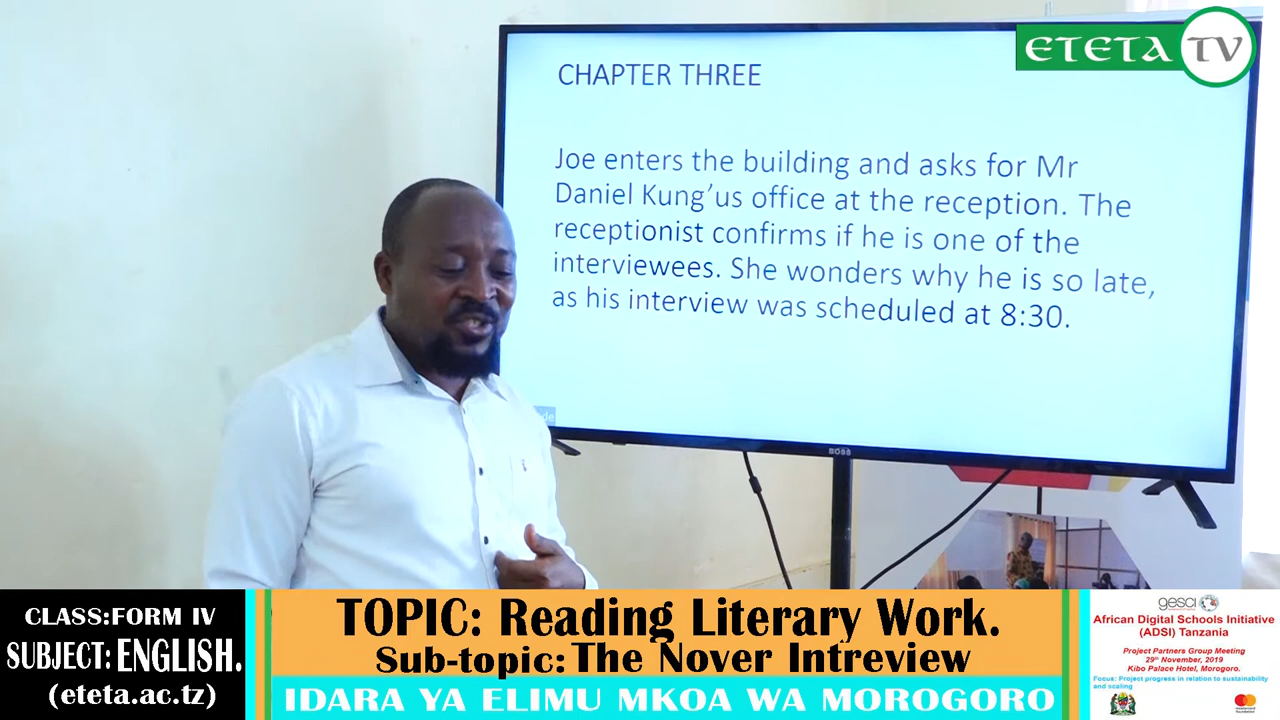 ETETA TV
CHAPTER THREE
Joe enters the building and asks for Mr
Daniel Kung’us office at the reception. The
receptionist confirms if he is one of the
interviewees. She wonders why he is so late,
as his interview was scheduled at 8:30.
BOSS
CLASS:FORM IV
SUBJECT: ENGLISH.
(eteta.ac.tz)
TOPIC: Reading Literary Work.
Sub-topic: The Nover Intreview
IDARA YA ELIMU MKOA WA MOROGORO
gesci
African Digital Schools Initiative
(ADSI) Tanzania
Project Partners Group Meeting
29th November, 2019
Kibo Palace Hotel, Morogoro.
Focus: Project progress in relation to sustainability
and scaling
mastercard
foundation